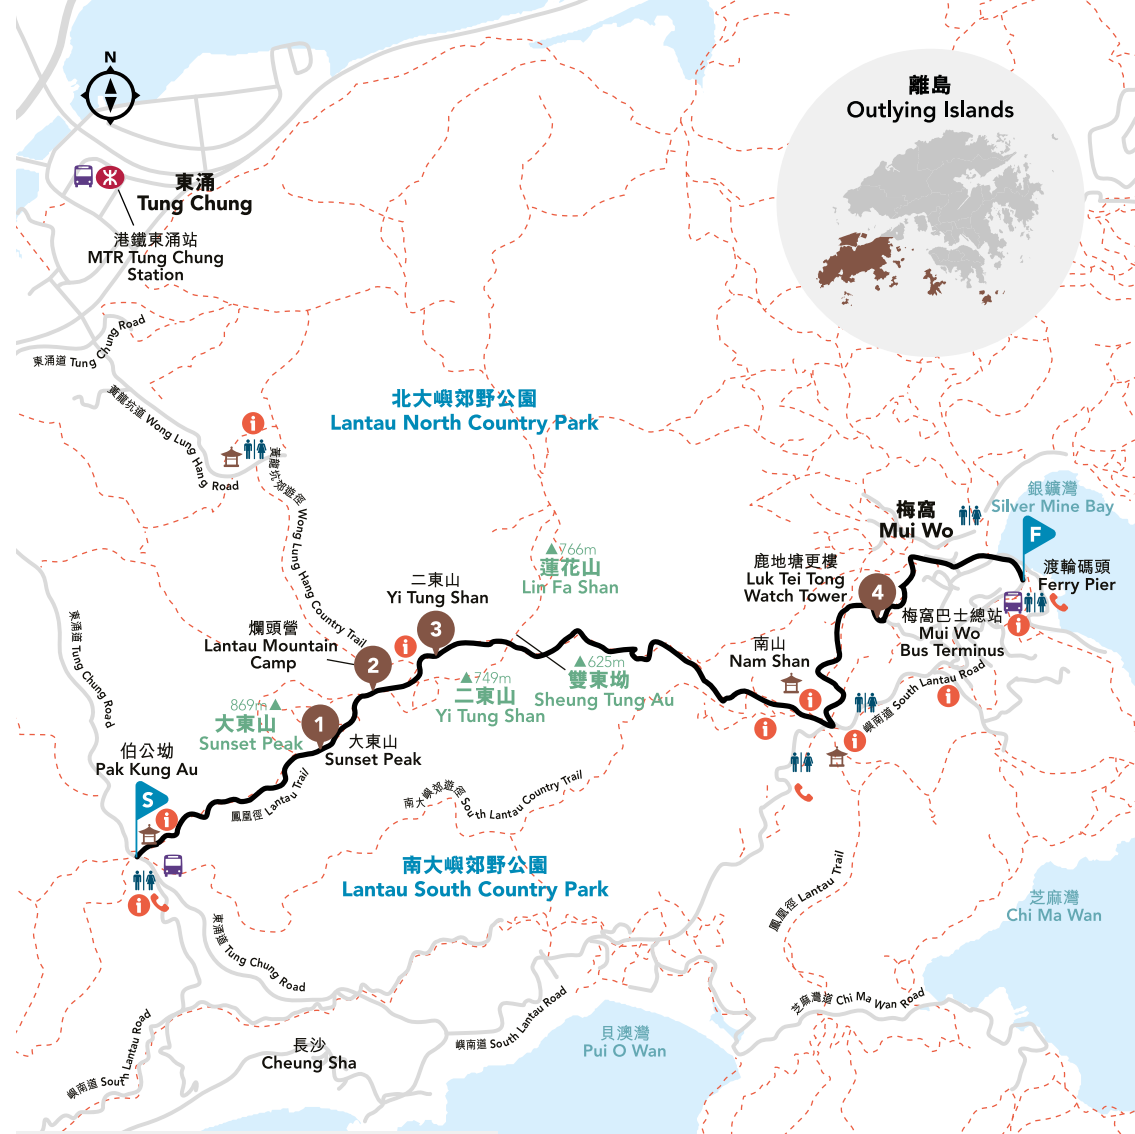 N
離島
Outlying Islands
東涌
Tung Chung
港鐵東涌站
MTR Tung Chung
Station
東涌道 Tung Chung Road
黃龍坑道 Wong Lung Hang Road
北大嶼郊野公園
Lantau North Country Park
黃龍坑郊遊徑 Wong Lung Hang Country Trail
銀鑛灣
Silver Mine Bay
梅窩
Mui Wo
F
渡輪碼頭
Ferry Pier
766m
蓮花山
Lin Fa Shan
鹿地塘更樓
Luk Tei Tong
Watch Tower
4
二東山
Yi Tung Shan
3
梅窩巴士總站
Mui Wo
Bus Terminus
爛頭營
Lantau Mountain
Camp
2
南山
Nam Shan
625m
雙東坳
Sheung Tung Au
749m
二東山
Yi Tung Shan
嶼南道 South Lantau Road
東涌道 Tung Chung Road
869m
大東山
Sunset Peak
1
大東山
Sunset Peak
伯公坳
Pak Kung Au
S
鳳凰徑 Lantau Trail
南大嶼郊遊徑 South Lantau Country Trail
南大嶼郊野公園
Lantau South Country Park
鳳凰徑 Lantau Trail
芝麻灣
Chi Ma Wan
東涌道 Tung Chung Road
芝麻灣道 Chi Ma Wan Road
嶼南道 South Lantau Road
嶼南道 South Lantau Road
貝澳灣
Pui O Wan
長沙
Cheung Sha